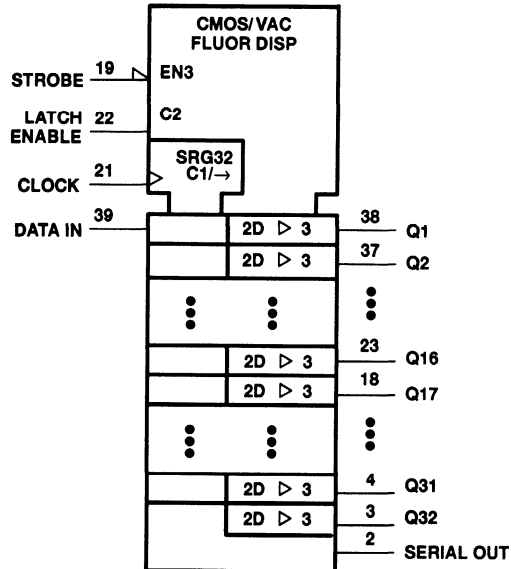 CMOS/VAC
FLUOR DISP
STROBE 19 EN3
LATCH
ENABLE 22 C2
SRG32
CLOCK 21 C1/→
DATA IN 39 2D ▷ 3 38 Q1
2D ▷ 3 37 Q2
2D ▷ 3 23 Q16
2D ▷ 3 18 Q17
2D ▷ 3 4 Q31
2D ▷ 3 3 Q32
2 SERIAL OUT